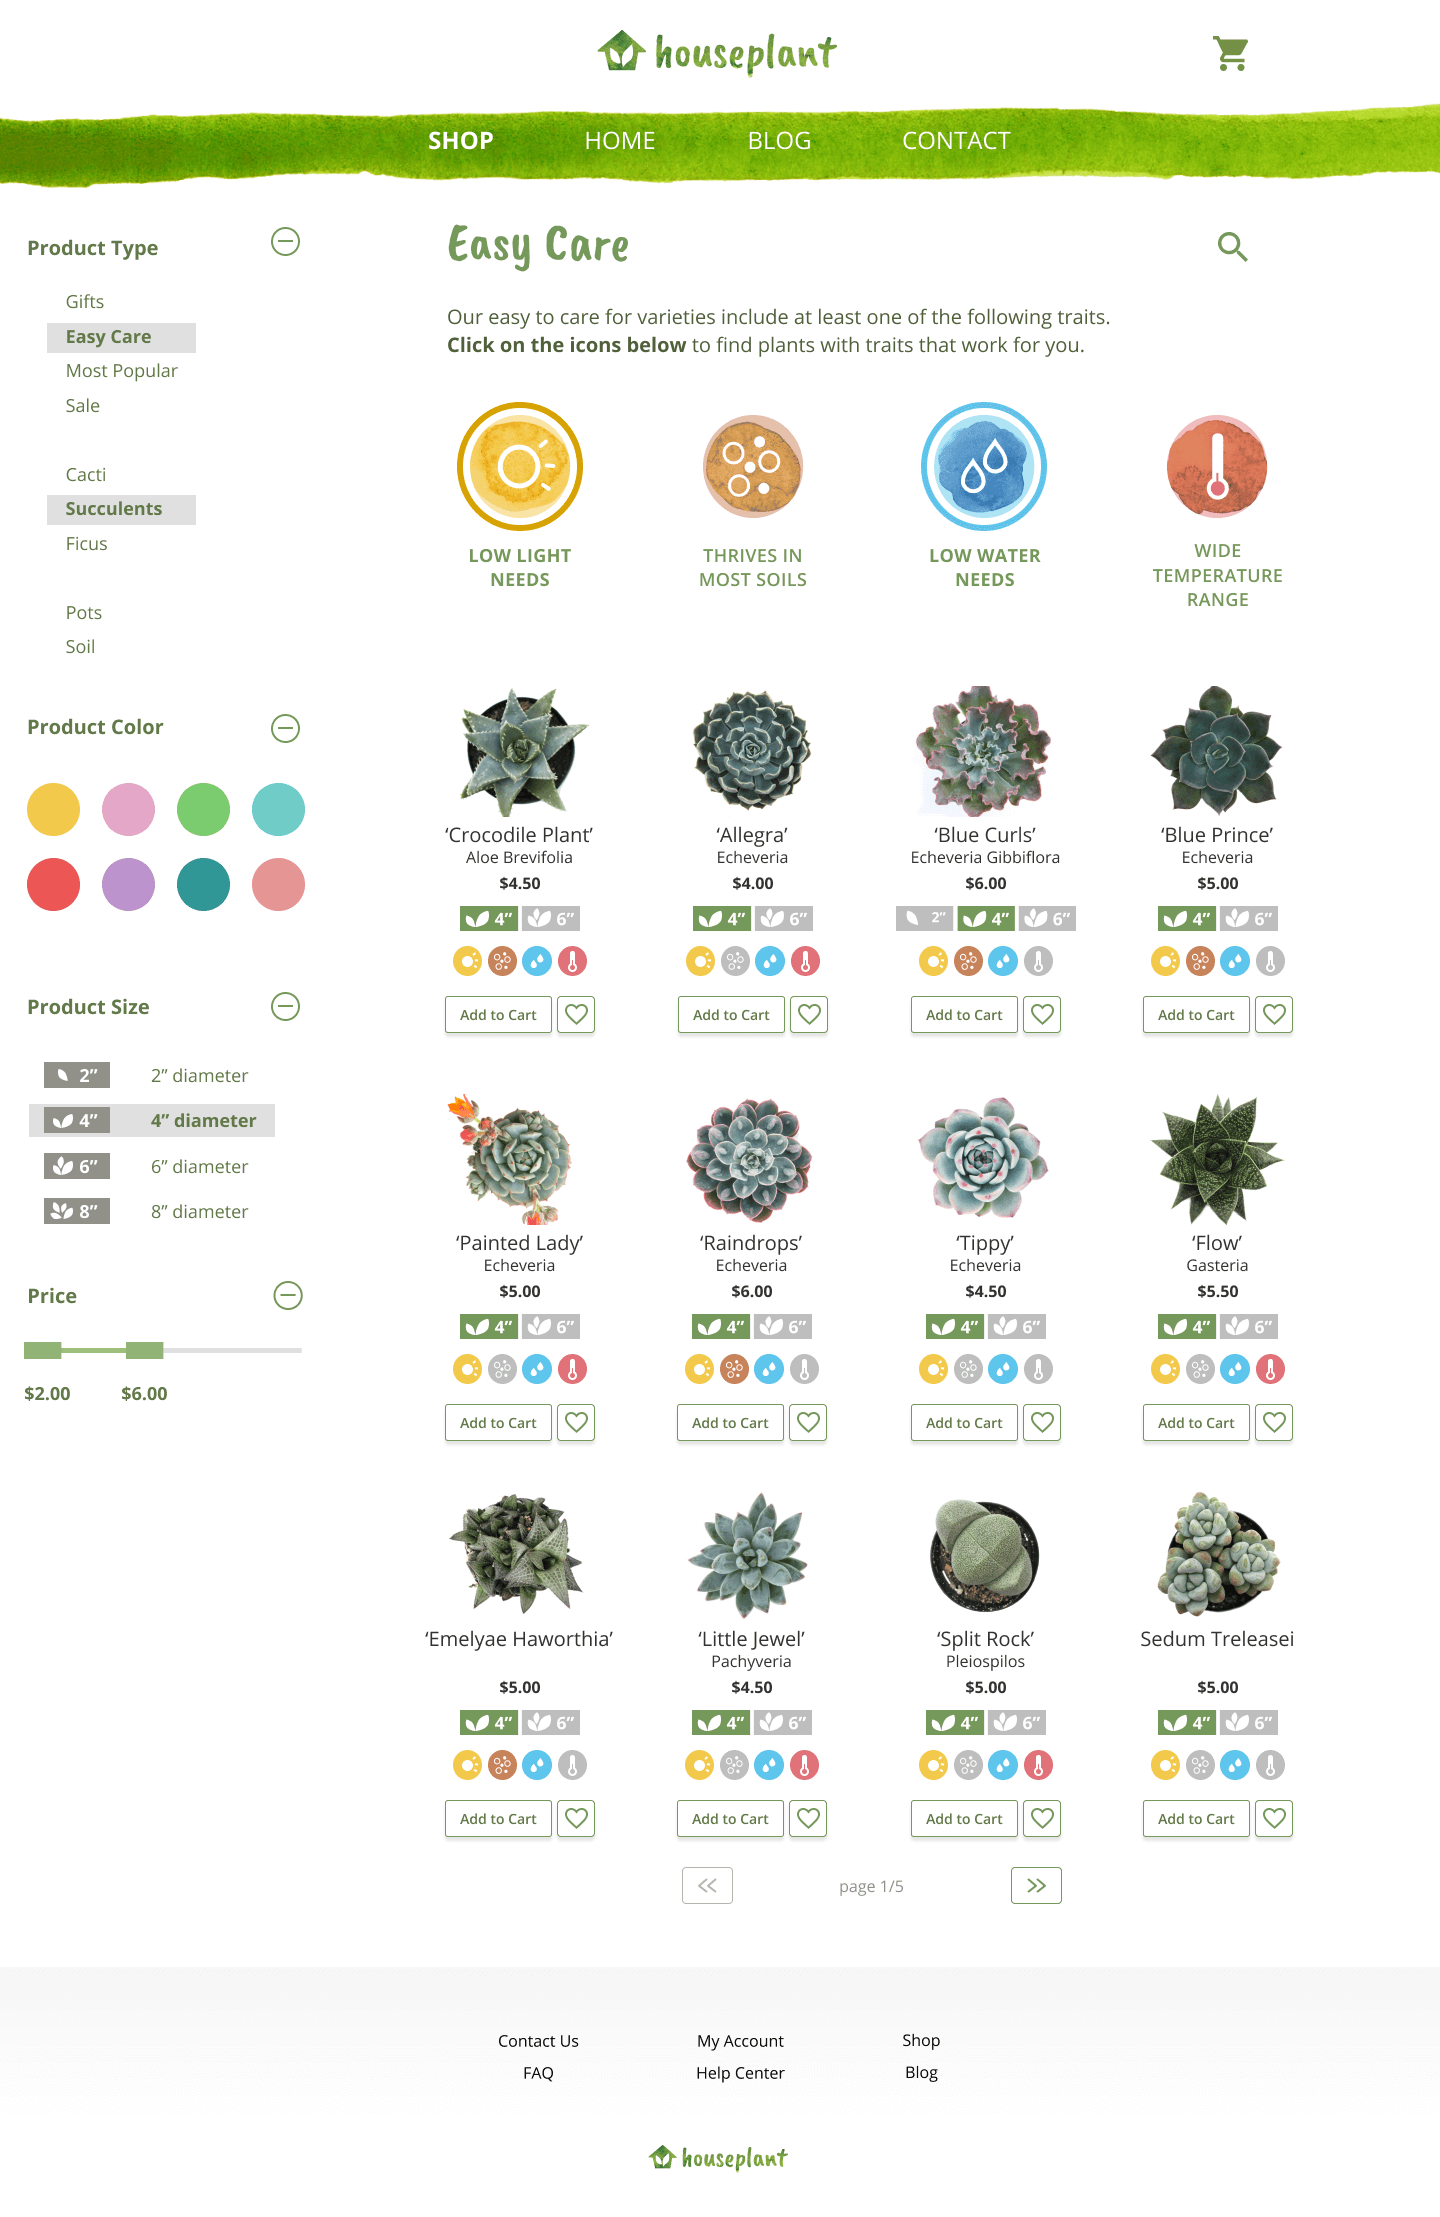 houseplant
SHOP HOME BLOG CONTACT
Product Type
Gifts
Easy Care
Most Popular
Sale
Cacti
Succulents
Ficus
Pots
Soil
Product Color
Product Size
2” 2” diameter
4” 4” diameter
6” 6” diameter
8” 8” diameter
Price
$2.00 $6.00
Easy Care
Our easy to care for varieties include at least one of the following traits.
Click on the icons below to find plants with traits that work for you.
LOW LIGHT
NEEDS
THRIVES IN
MOST SOILS
LOW WATER
NEEDS
WIDE
TEMPERATURE
RANGE
‘Crocodile Plant’
Aloe Brevifolia
$4.50
4” 6”
Add to Cart
‘Allegra’
Echeveria
$4.00
4” 6”
Add to Cart
‘Blue Curls’
Echeveria Gibbiflora
$6.00
2” 4” 6”
Add to Cart
‘Blue Prince’
Echeveria
$5.00
4” 6”
Add to Cart
‘Painted Lady’
Echeveria
$5.00
4” 6”
Add to Cart
‘Raindrops’
Echeveria
$6.00
4” 6”
Add to Cart
‘Tippy’
Echeveria
$4.50
4” 6”
Add to Cart
‘Flow’
Gasteria
$5.50
4” 6”
Add to Cart
‘Emelyae Haworthia’
$5.00
4” 6”
Add to Cart
‘Little Jewel’
Pachyveria
$4.50
4” 6”
Add to Cart
‘Split Rock’
Pleiospilos
$5.00
4” 6”
Add to Cart
Sedum Treleasei
$5.00
4” 6”
Add to Cart
page 1/5
Contact Us My Account Shop
FAQ Help Center Blog
houseplant